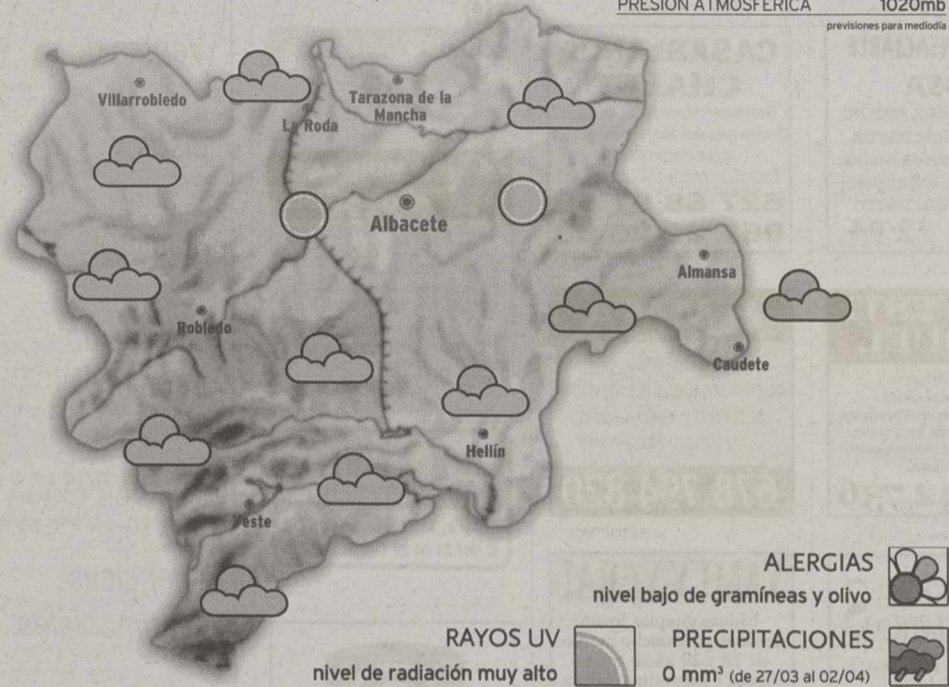 PRESIÓN ATMOSFÉRICA 1020mb
previsiones para mediodía
Villarrobledo
La Roda
Tarazona de la
Mancha
Albacete
Almansa
Robledo
Caudete
Hellín
Yeste
ALERGIAS
nivel bajo de gramíneas y olivo
RAYOS UV
nivel de radiación muy alto
PRECIPITACIONES
0 mm³ (de 27/03 al 02/04)